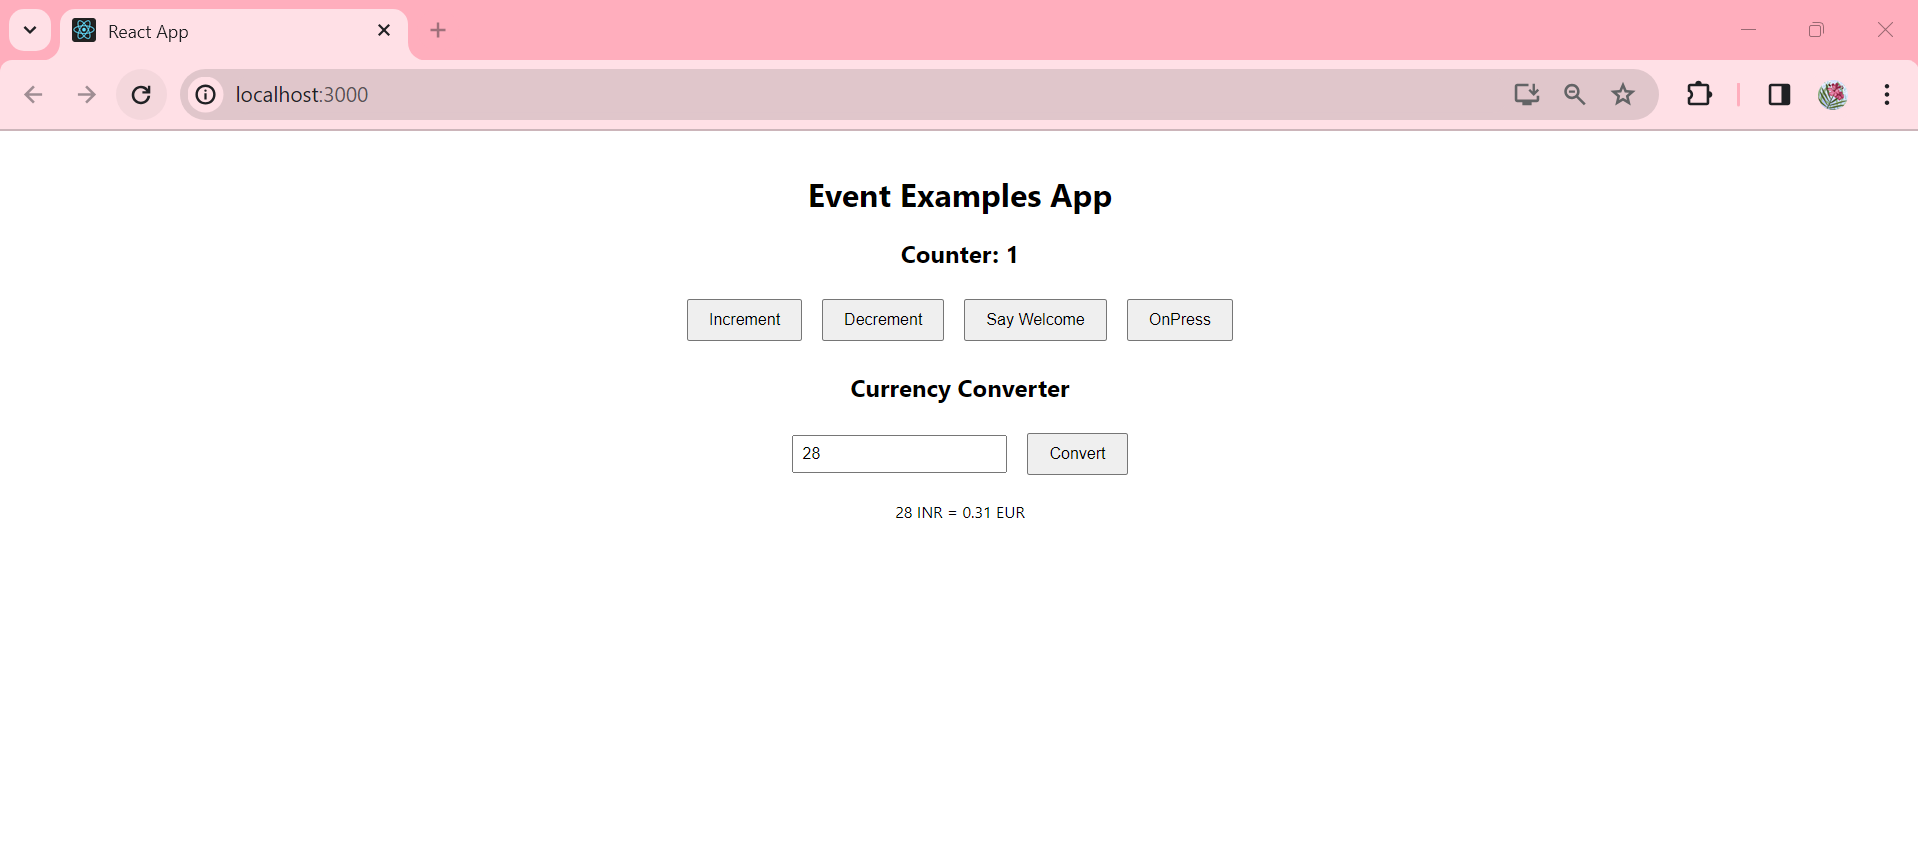 React App
localhost:3000
Event Examples App
Counter: 1
Increment Decrement Say Welcome OnPress
Currency Converter
28 Convert
28 INR = 0.31 EUR